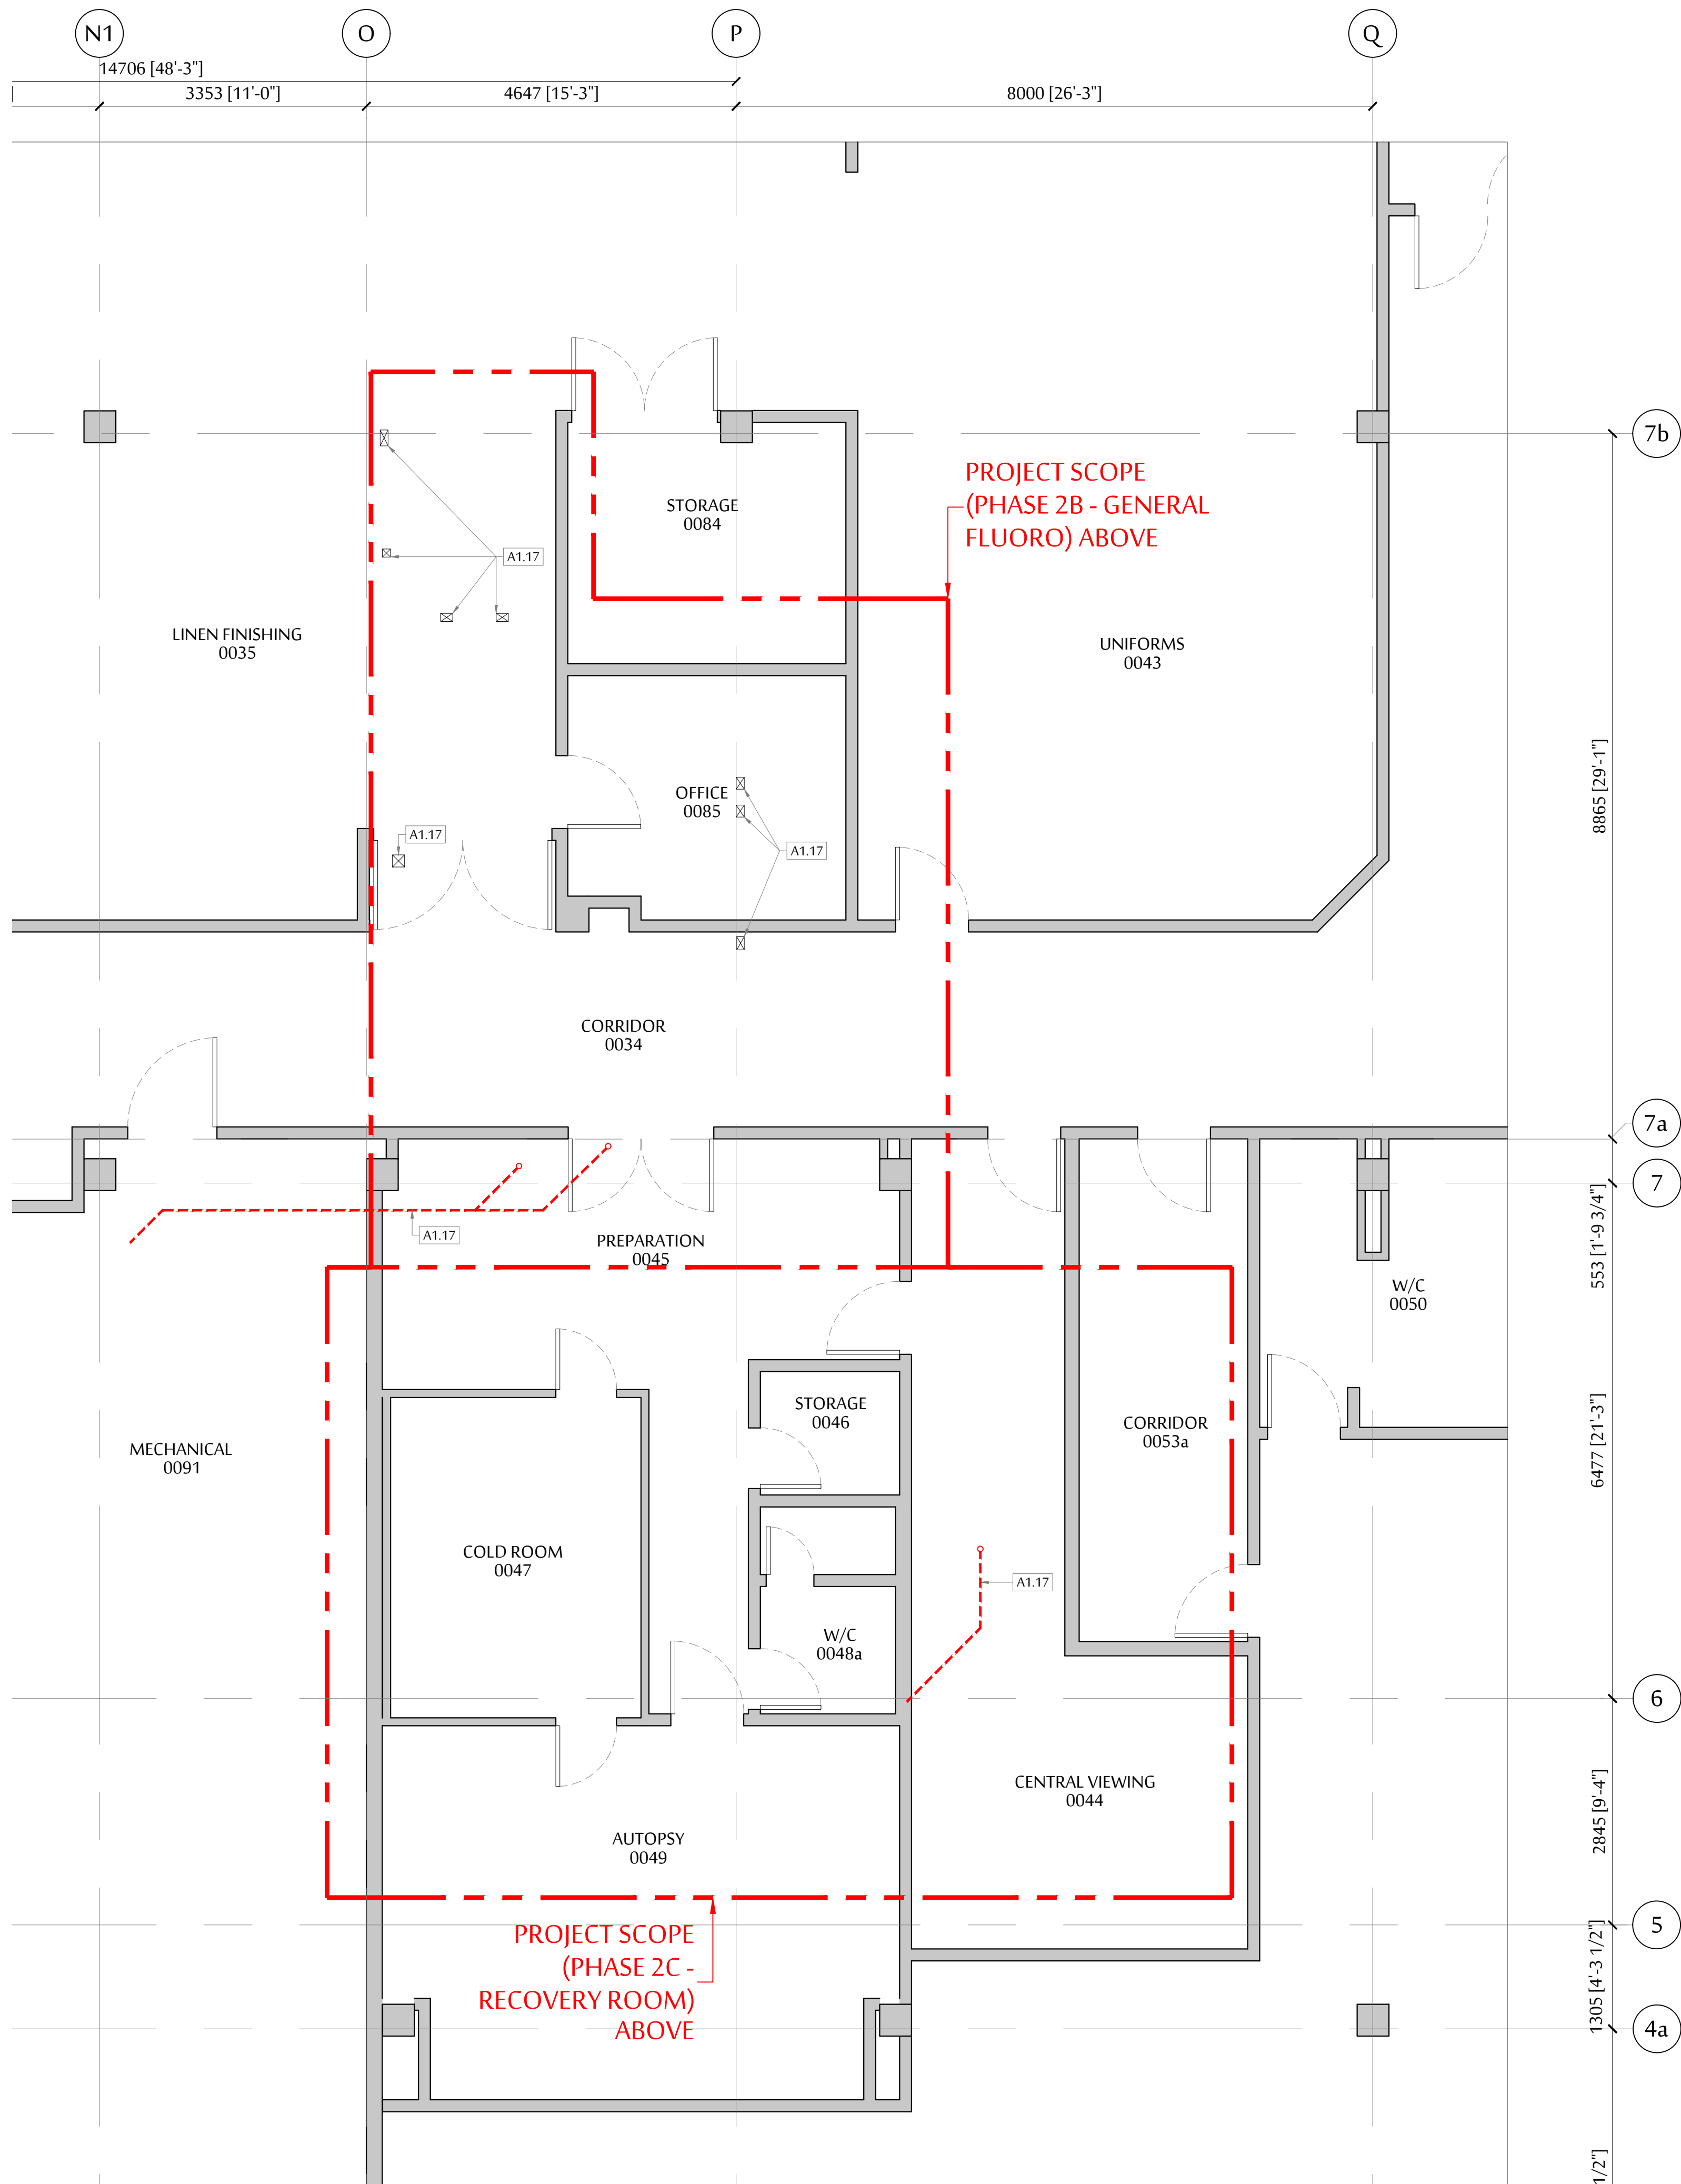 N1
O
P
Q
14706 [48'-3"]
3353 [11'-0"]
4647 [15'-3"]
8000 [26'-3"]
7b
PROJECT SCOPE
(PHASE 2B - GENERAL
FLUORO) ABOVE
STORAGE
0084
A1.17
LINEN FINISHING
0035
UNIFORMS
0043
8865 [29'-1"]
OFFICE
0085
A1.17
A1.17
CORRIDOR
0034
7a
7
553 [1'-9 3/4"]
A1.17
PREPARATION
0045
W/C
0050
STORAGE
0046
CORRIDOR
0053a
6477 [21'-3"]
MECHANICAL
0091
COLD ROOM
0047
A1.17
W/C
0048a
6
CENTRAL VIEWING
0044
2845 [9'-4"]
AUTOPSY
0049
5
PROJECT SCOPE
(PHASE 2C -
RECOVERY ROOM)
ABOVE
1305 [4'-3 1/2"]
4a
1/2"]